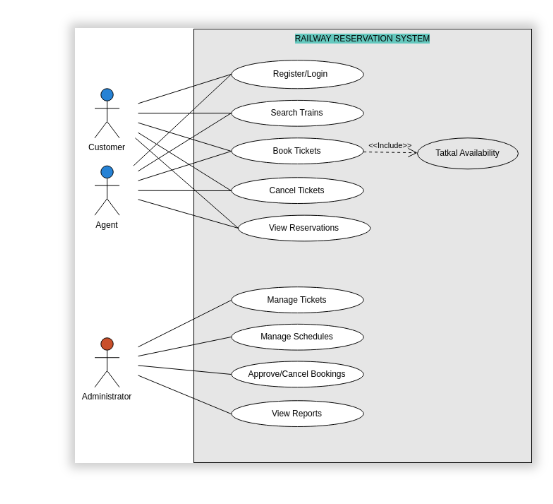 RAILWAY RESERVATION SYSTEM
Register/Login
Search Trains
Customer
Book Tickets
<<Include>>
Tatkal Availability
Cancel Tickets
Agent
View Reservations
Manage Tickets
Manage Schedules
Approve/Cancel Bookings
Administrator
View Reports